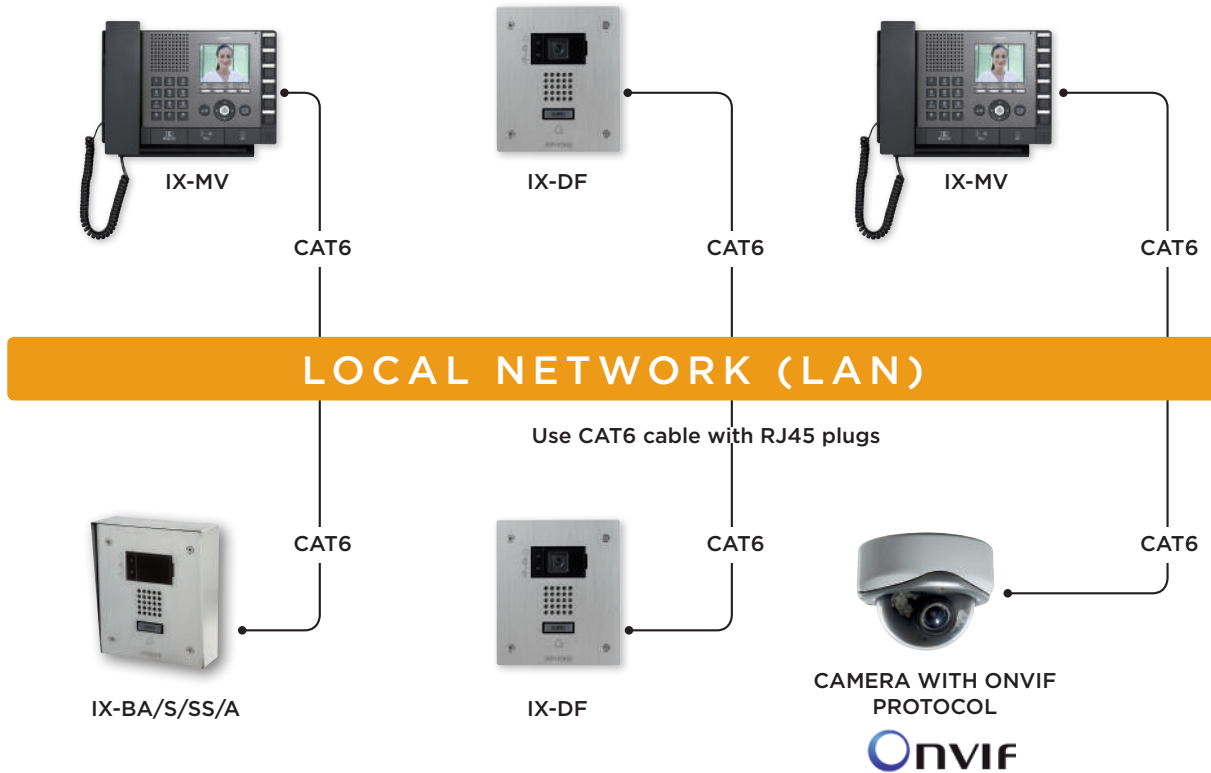 IX-MV
IX-DF
IX-MV
CAT6
CAT6
CAT6
LOCAL NETWORK (LAN)
Use CAT6 cable with RJ45 plugs
CAT6
CAT6
CAT6
IX-BA/S/SS/A
IX-DF
CAMERA WITH ONVIF
PROTOCOL
ONVIF